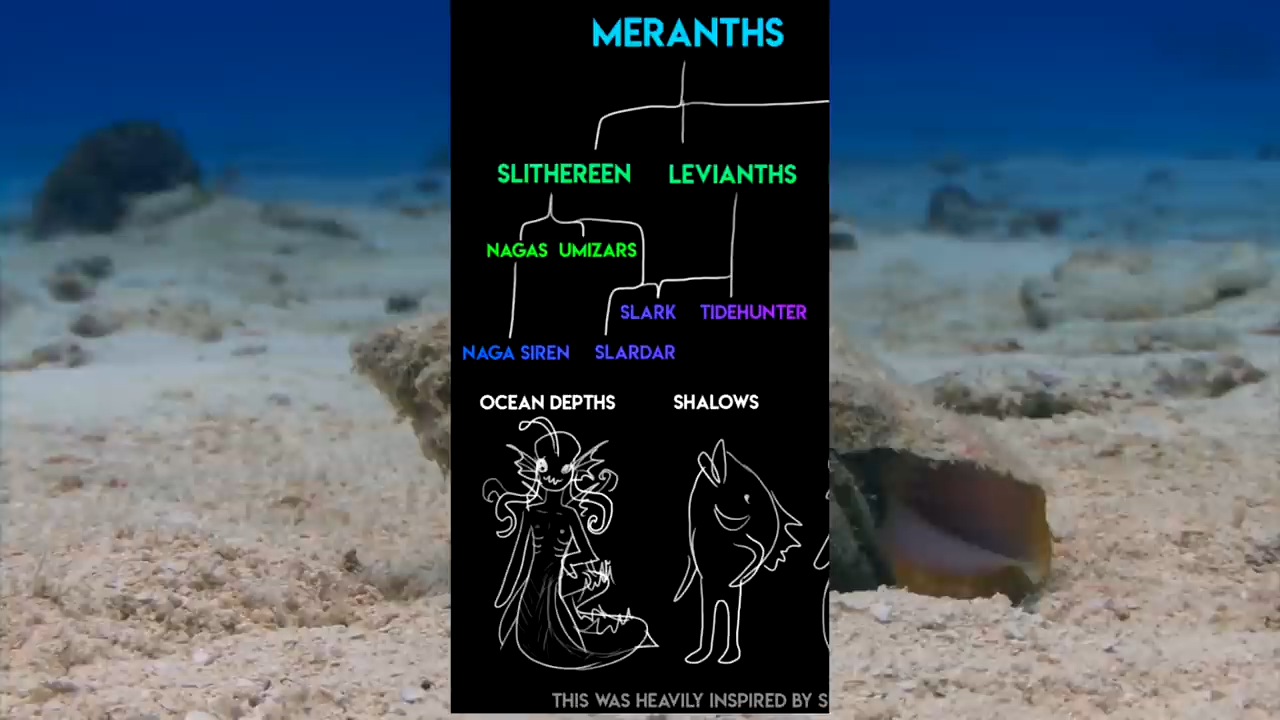 MERANTHS
SLITHEREEN LEVIANTHS
NAGAS UMIZARS
SLARK TIDEHUNTER
NAGA SIREN SLARDAR
OCEAN DEPTHS SHALOWS
THIS WAS HEAVILY INSPIRED BY S